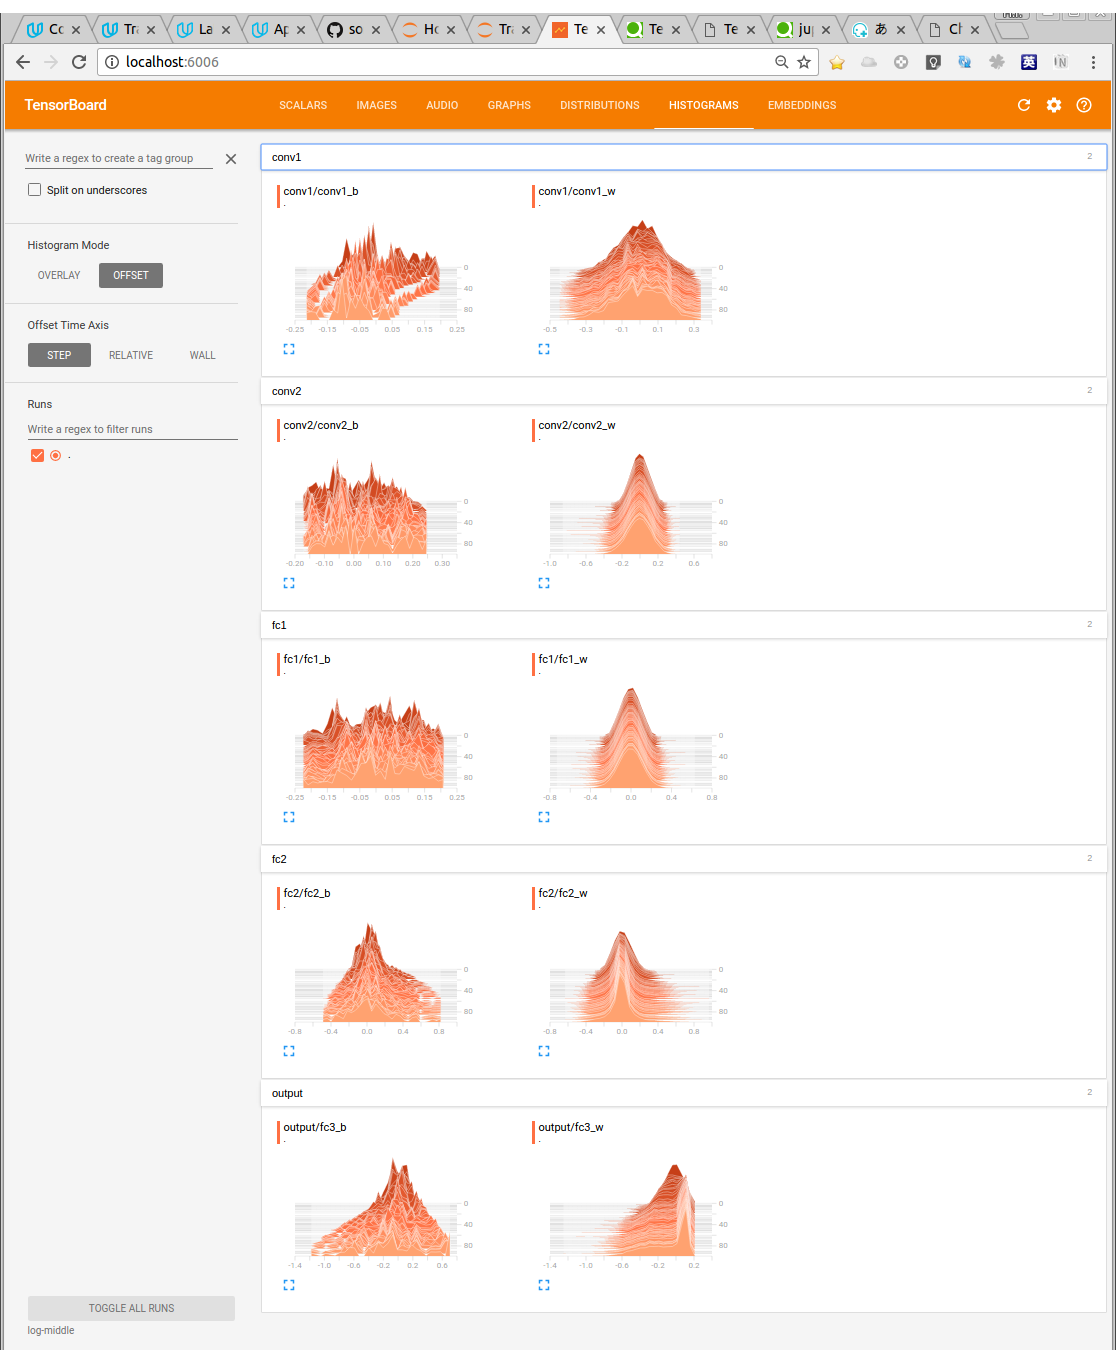 Cc Tra La Ap so Hc Tr Te Te Te ju あ Ch
localhost:6006 英 N
TensorBoard SCALARS IMAGES AUDIO GRAPHS DISTRIBUTIONS HISTOGRAMS EMBEDDINGS
Write a regex to create a tag group
Split on underscores
Histogram Mode
OVERLAY OFFSET
Offset Time Axis
STEP RELATIVE WALL
Runs
Write a regex to filter runs
.
TOGGLE ALL RUNS
log-middle
conv1 2
conv1/conv1_b conv1/conv1_w
. .
0 0
40 40
80 80
-0.25 -0.15 -0.05 0.05 0.15 0.25 -0.5 -0.3 -0.1 0.1 0.3
conv2 2
conv2/conv2_b conv2/conv2_w
. .
0 0
40 40
80 80
-0.20 -0.10 0.00 0.10 0.20 0.30 -1.0 -0.6 -0.2 0.2 0.6
fc1 2
fc1/fc1_b fc1/fc1_w
. .
0 0
40 40
80 80
-0.25 -0.15 -0.05 0.05 0.15 0.25 -0.8 -0.4 0.0 0.4 0.8
fc2 2
fc2/fc2_b fc2/fc2_w
. .
0 0
40 40
80 80
-0.8 -0.4 0.0 0.4 0.8 -0.8 -0.4 0.0 0.4 0.8
output 2
output/fc3_b output/fc3_w
. .
0 0
40 40
80 80
-1.4 -1.0 -0.6 -0.2 0.2 0.6 -1.4 -1.0 -0.6 -0.2 0.2